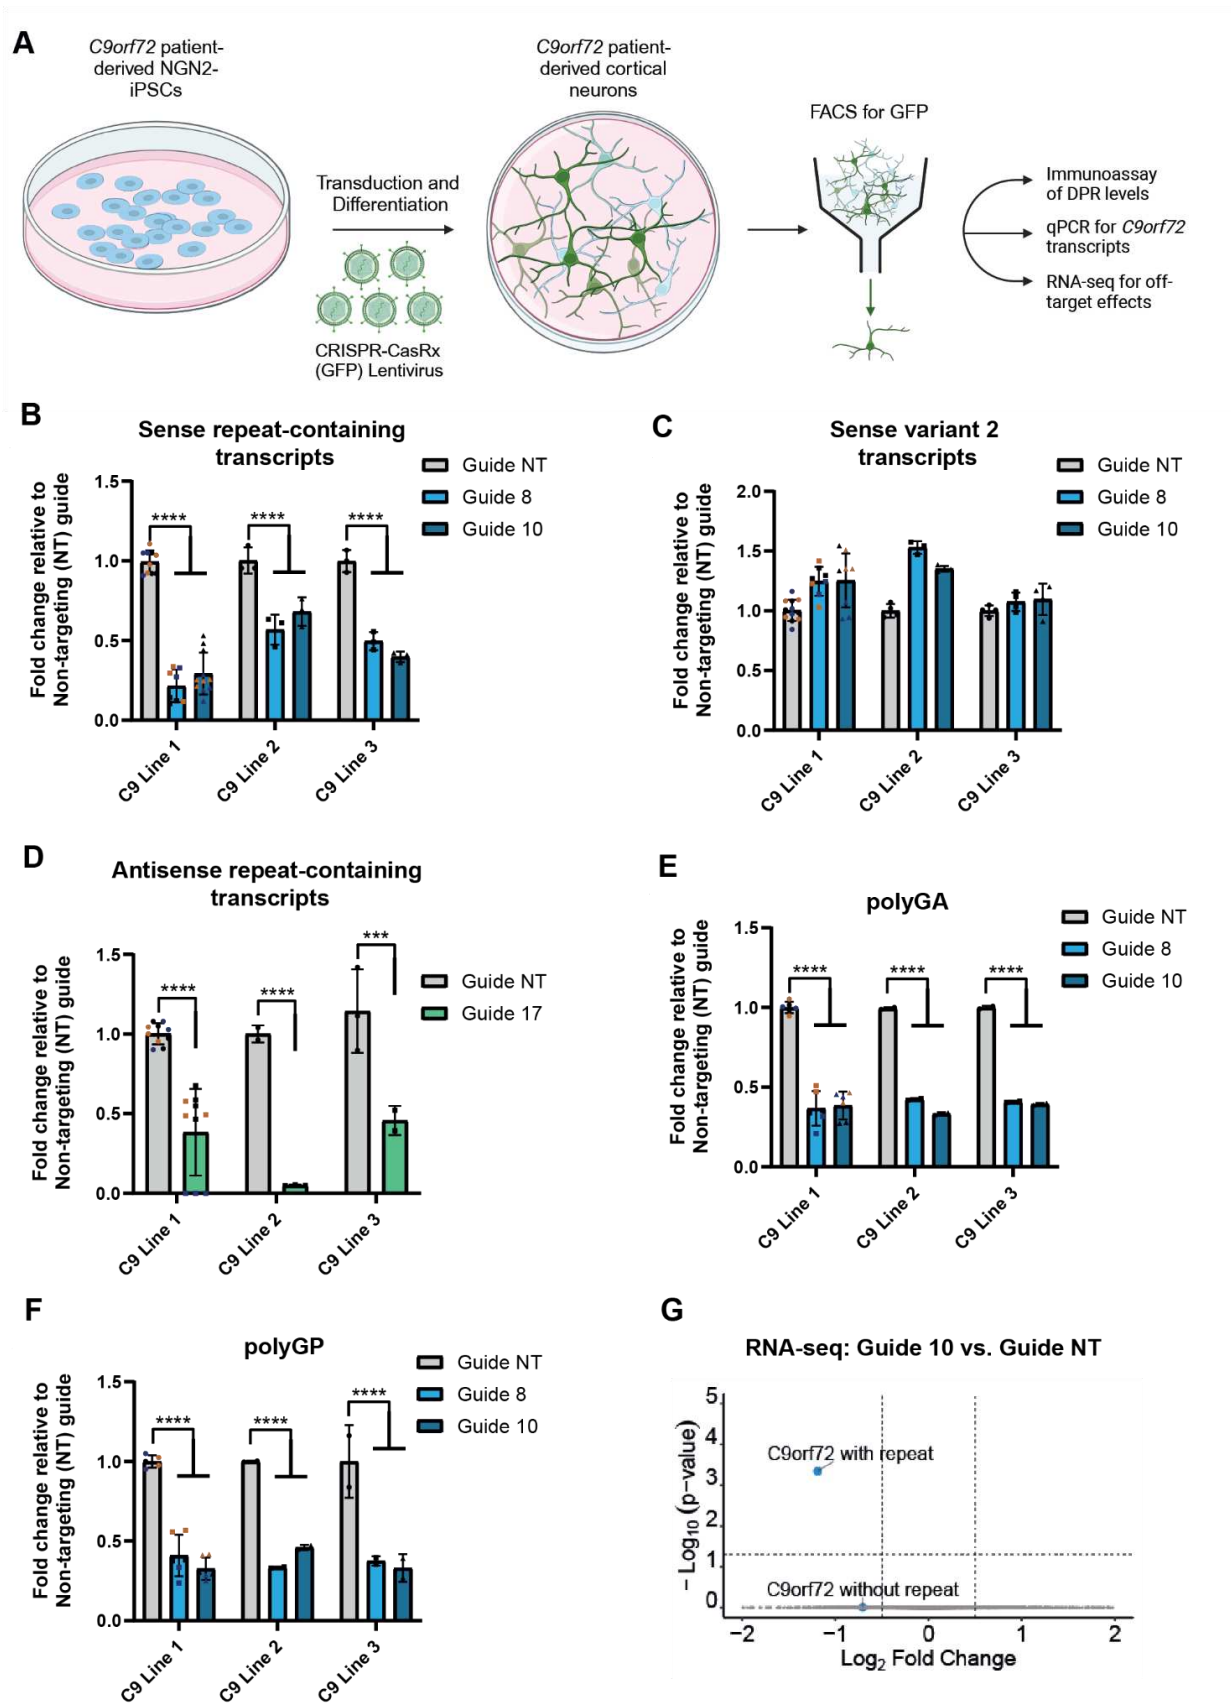 A
C9orf72 patient-
derived NGN2-
iPSCs
Transduction and
Differentiation
CRISPR-CasRx
(GFP) Lentivirus
C9orf72 patient-
derived cortical
neurons
FACS for GFP
Immunoassay
of DPR levels
qPCR for C9orf72
transcripts
RNA-seq for off-
target effects
B
Sense repeat-containing
transcripts
Fold change relative to
Non-targeting (NT) guide
1.5
1.0
0.5
0.0
****
****
****
C9 Line 1
C9 Line 2
C9 Line 3
Guide NT
Guide 8
Guide 10
C
Sense variant 2
transcripts
Fold change relative to
Non-targeting (NT) guide
2.0
1.5
1.0
0.5
0.0
C9 Line 1
C9 Line 2
C9 Line 3
Guide NT
Guide 8
Guide 10
D
Antisense repeat-containing
transcripts
Fold change relative to
Non-targeting (NT) guide
1.5
1.0
0.5
0.0
****
****
***
C9 Line 1
C9 Line 2
C9 Line 3
Guide NT
Guide 17
E
polyGA
Fold change relative to
Non-targeting (NT) guide
1.5
1.0
0.5
0.0
****
****
****
C9 Line 1
C9 Line 2
C9 Line 3
Guide NT
Guide 8
Guide 10
F
polyGP
Fold change relative to
Non-targeting (NT) guide
1.5
1.0
0.5
0.0
****
****
****
C9 Line 1
C9 Line 2
C9 Line 3
Guide NT
Guide 8
Guide 10
G
RNA-seq: Guide 10 vs. Guide NT
− Log10 (p−value)
5
4
3
2
1
0
C9orf72 with repeat
C9orf72 without repeat
−2
−1
0
1
2
Log2 Fold Change